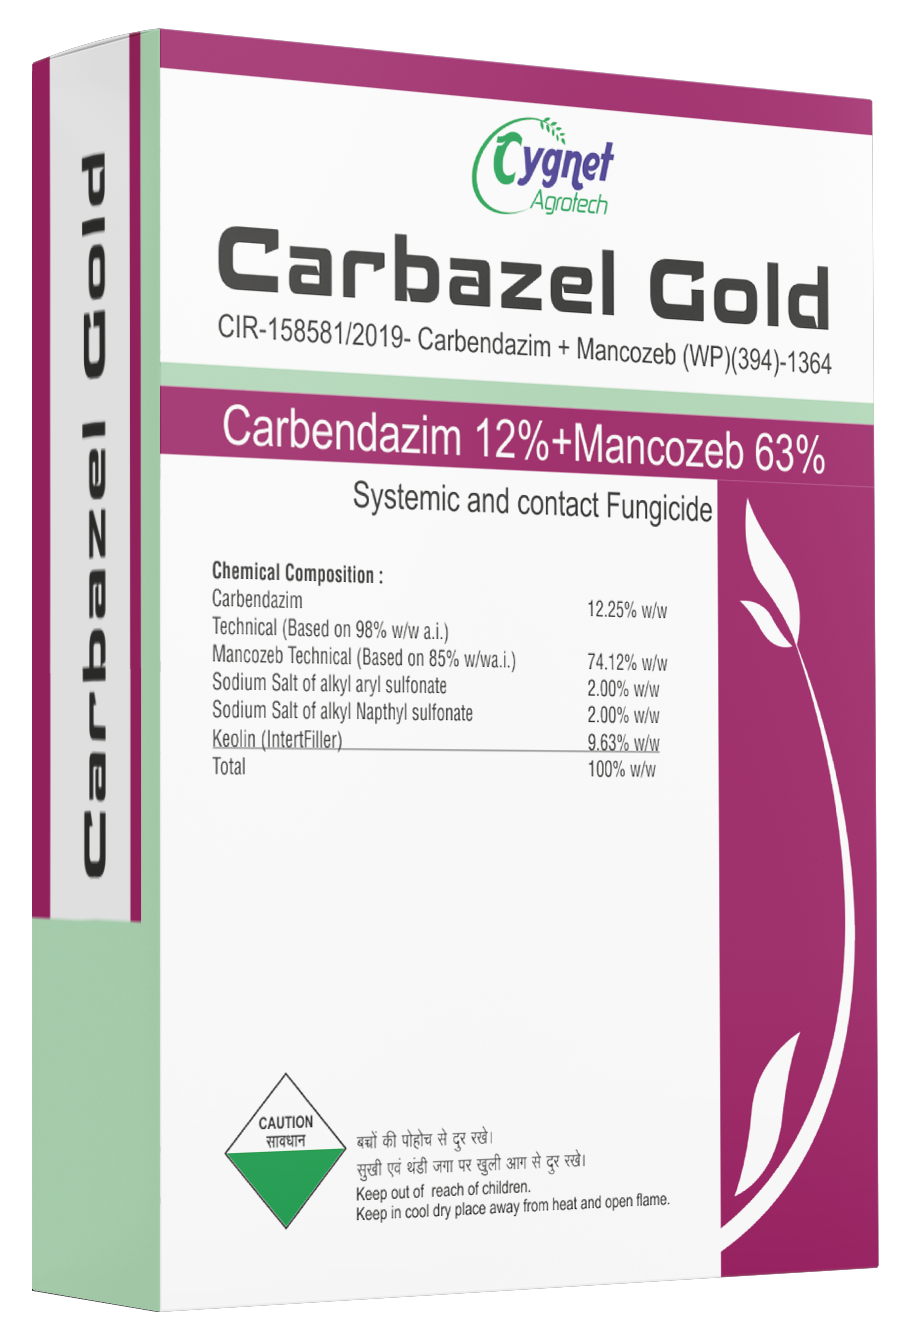 Cygnet
Agrotech
Carbazel Gold
CIR-158581/2019- Carbendazim + Mancozeb (WP)(394)-1364
Carbendazim 12%+Mancozeb 63%
Systemic and contact Fungicide
Chemical Composition :
Carbendazim 12.25% w/w
Technical (Based on 98% w/w a.i.)
Mancozeb Technical (Based on 85% w/wa.i.) 74.12% w/w
Sodium Salt of alkyl aryl sulfonate 2.00% w/w
Sodium Salt of alkyl Napthyl sulfonate 2.00% w/w
Keolin (IntertFiller) 9.63% w/w
Total 100% w/w
CAUTION
सावधान
बच्चों की पोहोच से दुर रखे।
सुखी एवं थंडी जगा पर खुली आग से दुर रखे।
Keep out of reach of children.
Keep in cool dry place away from heat and open flame.
Carbazel Gold